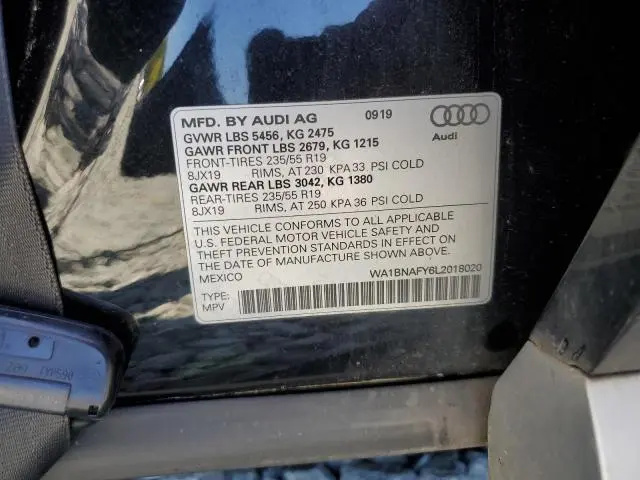 MFD. BY AUDI AG 0919
GVWR LBS 5456, KG 2475
GAWR FRONT LBS 2679, KG 1215
FRONT-TIRES 235/55 R19
8JX19 RIMS, AT 230 KPA 33 PSI COLD
GAWR REAR LBS 3042, KG 1380
REAR-TIRES 235/55 R19
8JX19 RIMS, AT 250 KPA 36 PSI COLD
Audi
THIS VEHICLE CONFORMS TO ALL APPLICABLE
U.S. FEDERAL MOTOR VEHICLE SAFETY AND
THEFT PREVENTION STANDARDS IN EFFECT ON
THE DATE OF MANUFACTURE SHOWN ABOVE.
MEXICO WA1BNAFY6L2018020
TYPE:
MPV